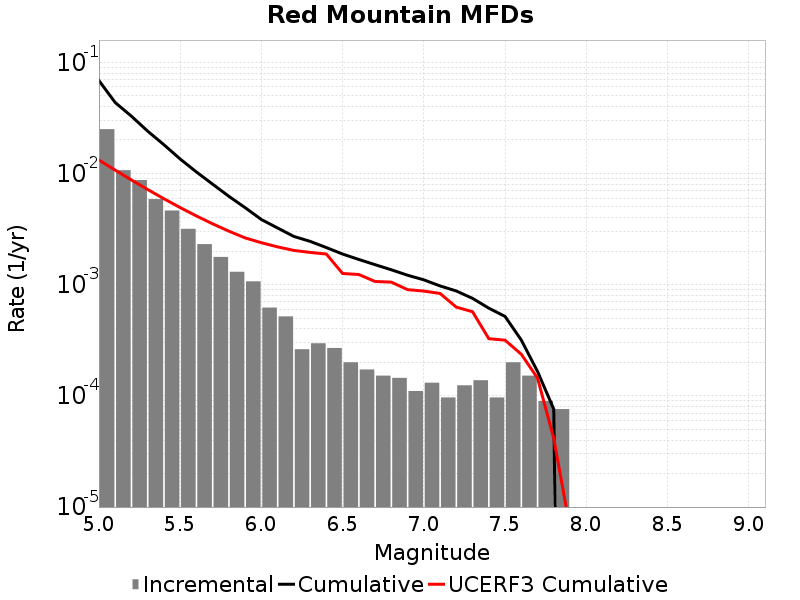 Red Mountain MFDs
10-1
10-2
10-3
10-4
10-5
Rate (1/yr)
5.0 5.5 6.0 6.5 7.0 7.5 8.0 8.5 9.0
Magnitude
Incremental Cumulative UCERF3 Cumulative